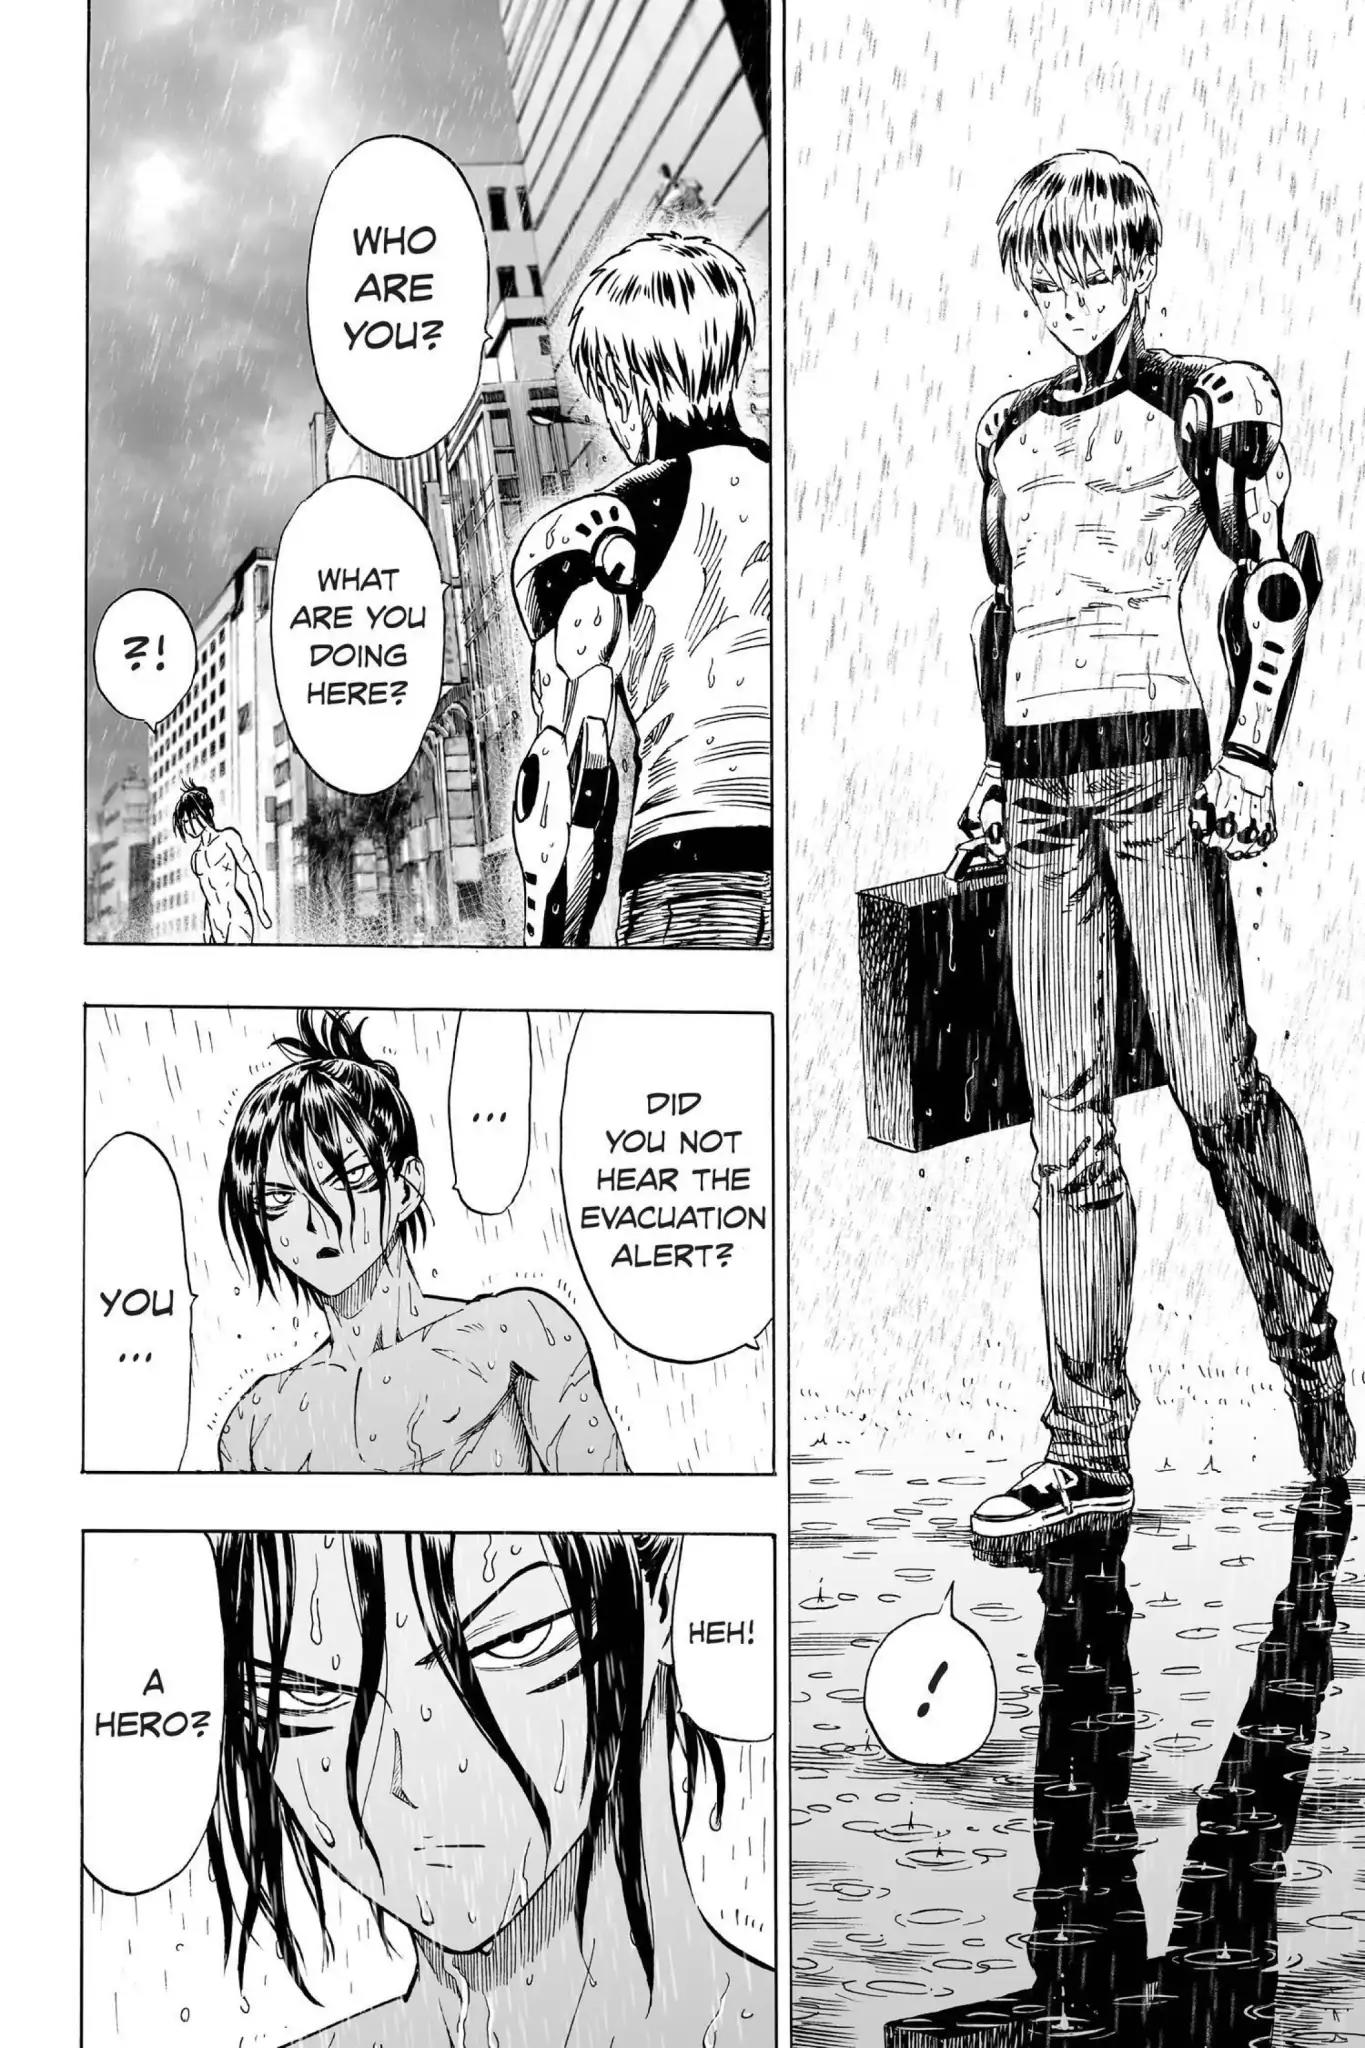 !
WHO
ARE
YOU?
WHAT
ARE YOU
DOING
HERE?
?!
DID
YOU NOT
HEAR THE
EVACUATION
ALERT?
...
YOU
...
HEH!
A
HERO?